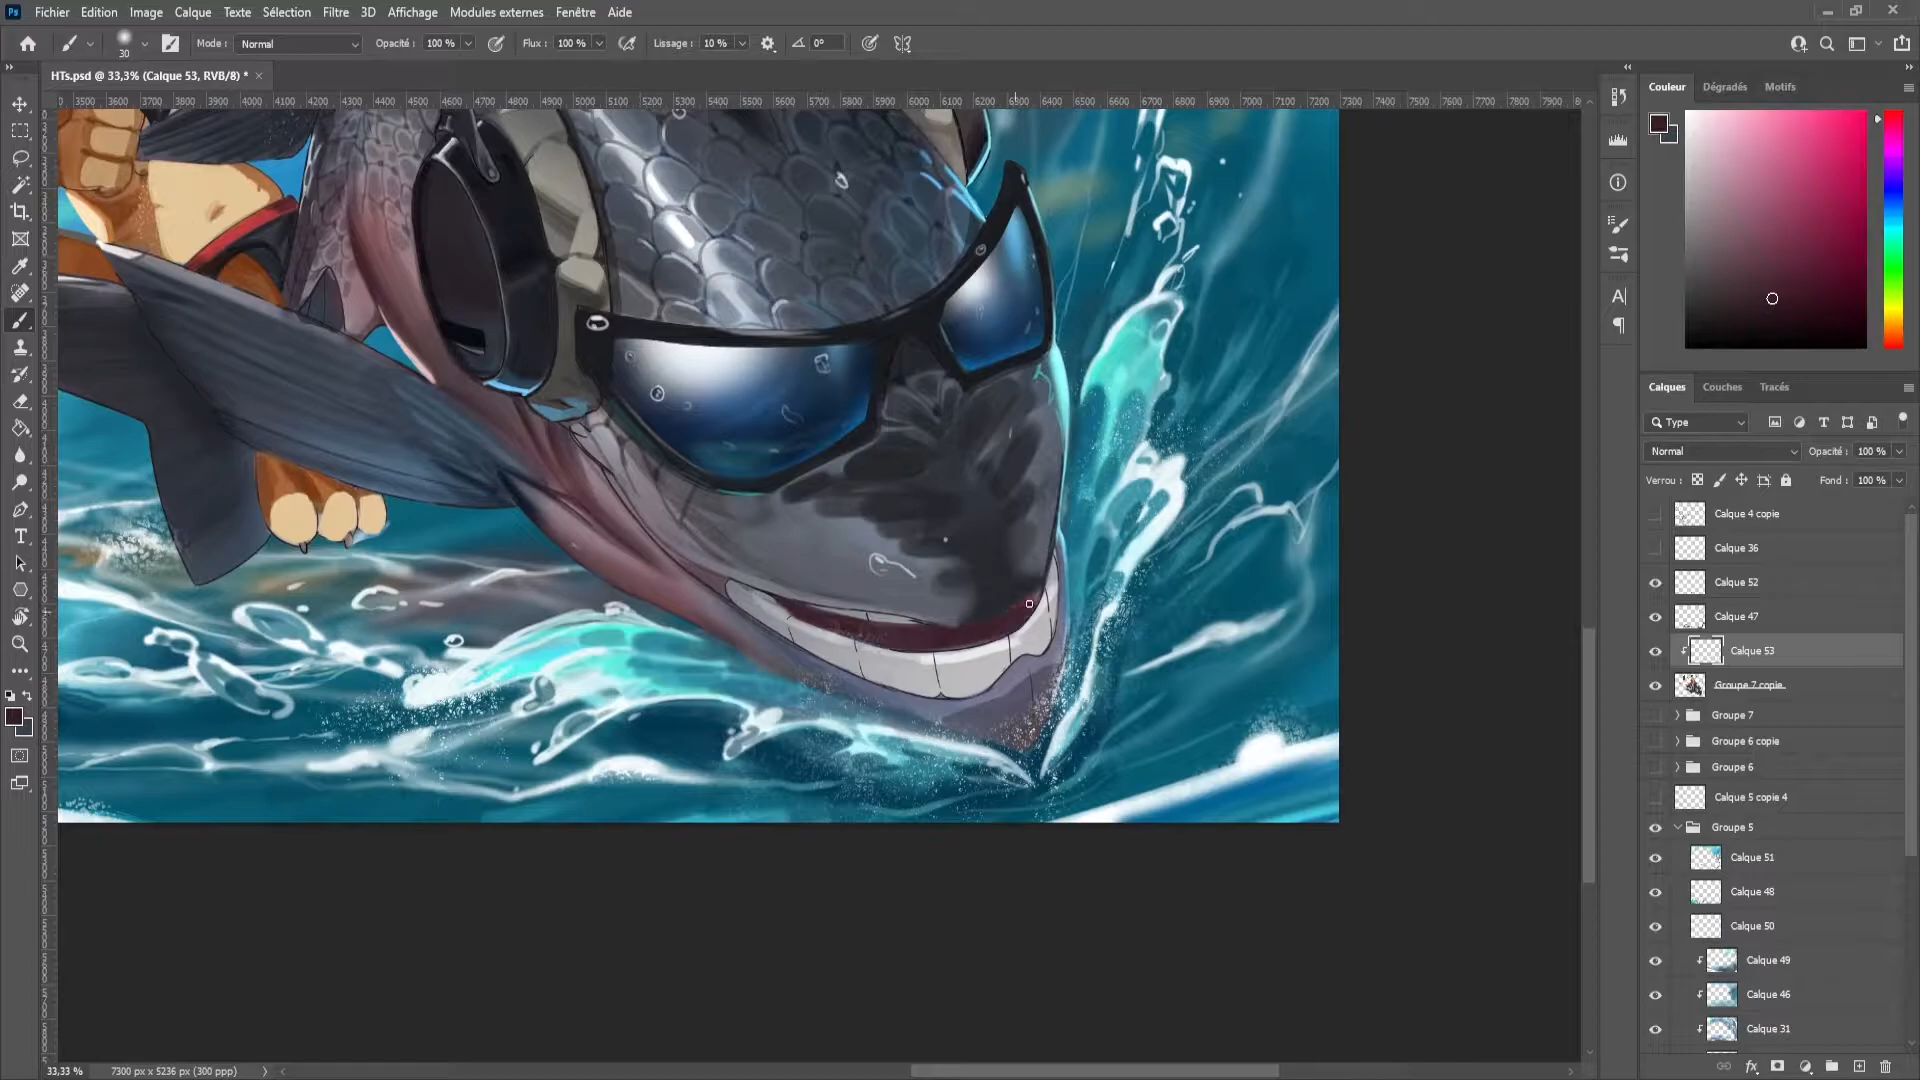 Ps Fichier Edition Image Calque Texte Sélection Filtre 3D Affichage Modules externes Fenêtre Aide
30 Mode : Normal Opacité : 100 % Flux : 100 % Lissage : 10 % 0°
HTs.psd @ 33,3% (Calque 53, RVB/8) * ×
3500 3600 3700 3800 3900 4000 4100 4200 4300 4400 4500 4600 4700 4800 4900 5000 5100 5200 5300 5400 5500 5600 5700 5800 5900 6000 6100 6200 6300 6400 6500 6600 6700 6800 6900 7000 7100 7200 7300 7400 7500 7600 7700 7800 7900
Couleur Dégradés Motifs
Calques Couches Tracés
Type
Normal Opacité : 100 %
Verrou : Fond : 100 %
Calque 4 copie
Calque 36
Calque 52
Calque 47
Calque 53
Groupe 7 copie
Groupe 7
Groupe 6 copie
Groupe 6
Calque 5 copie 4
Groupe 5
Calque 51
Calque 48
Calque 50
Calque 49
Calque 46
Calque 31
33,33 % 7300 px x 5236 px (300 ppp)